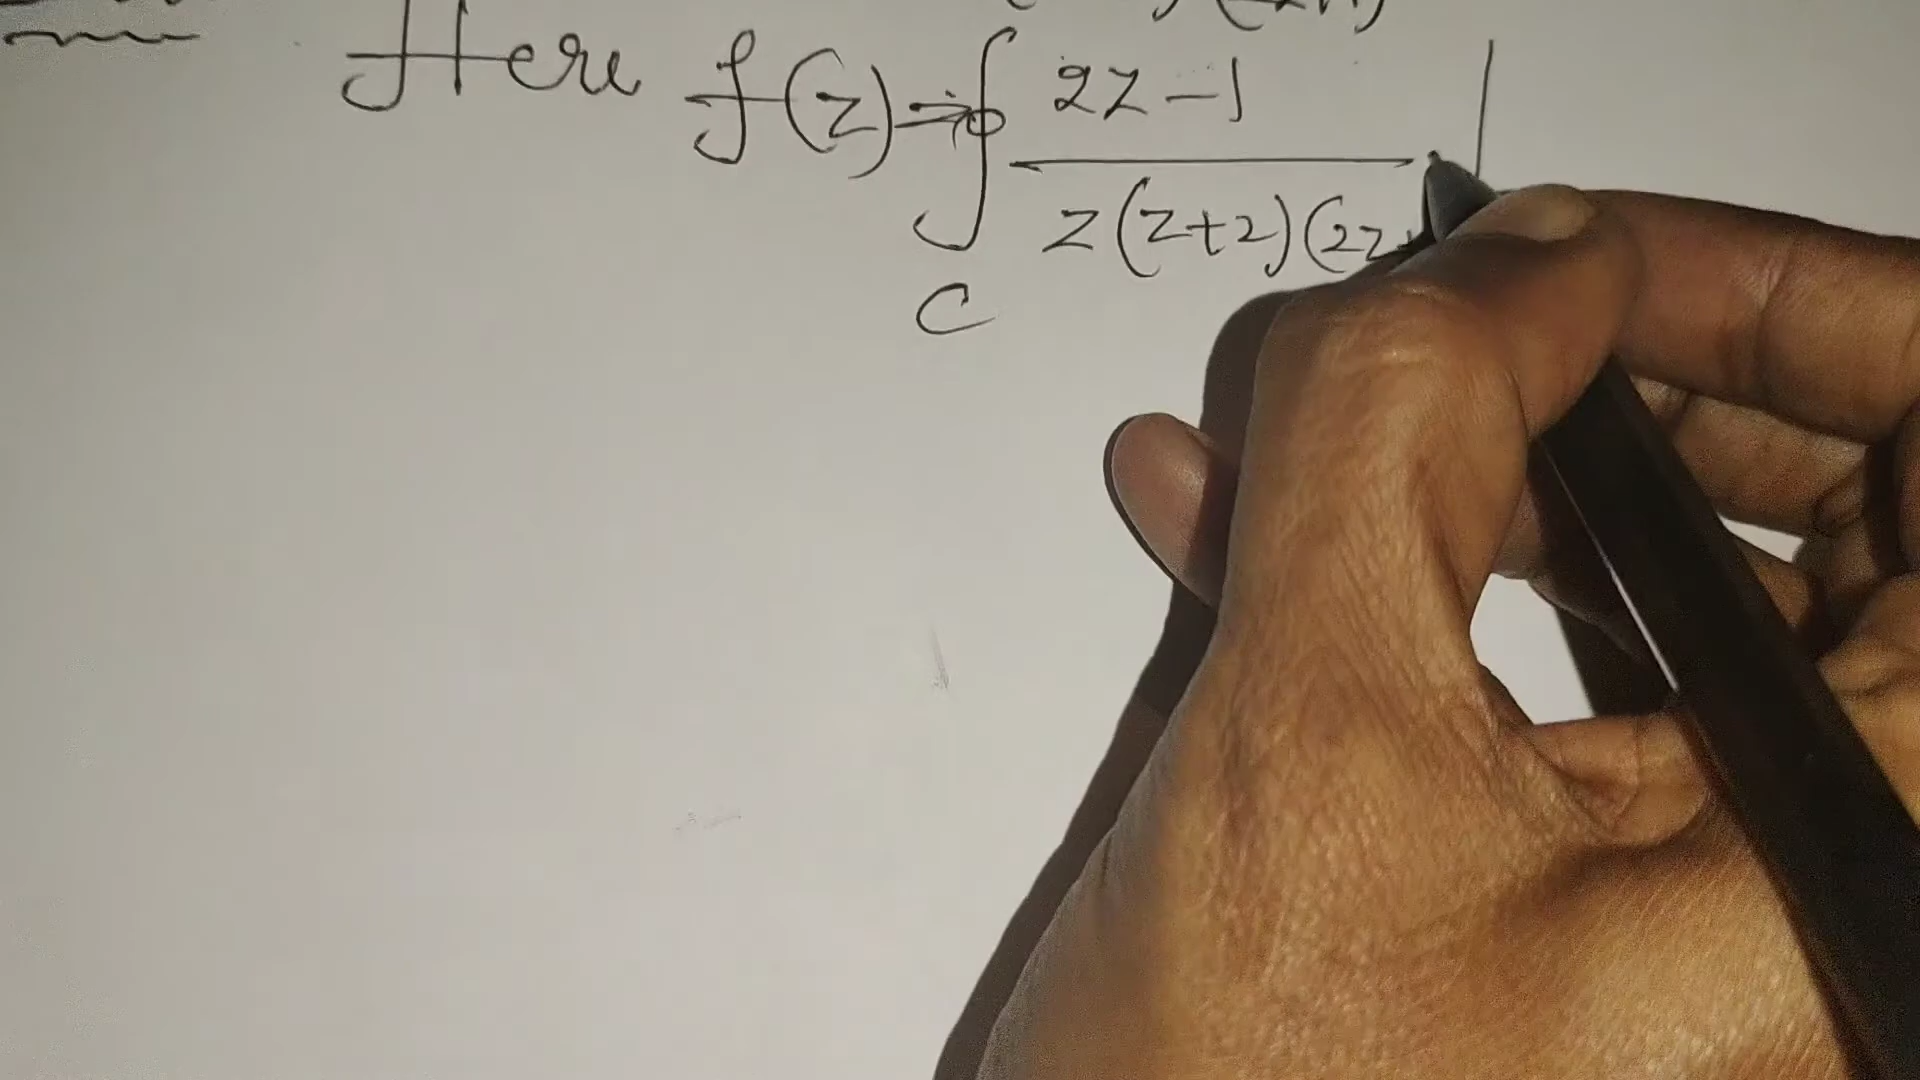 Here f(z) = ∮ 2z-1
z(z+2)(2z+
C